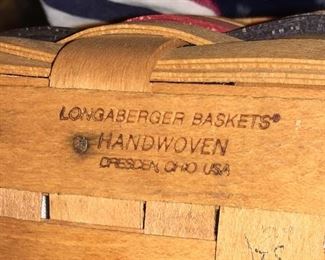 LONGABERGER BASKETS®
HANDWOVEN
DRESDEN, OHIO USA